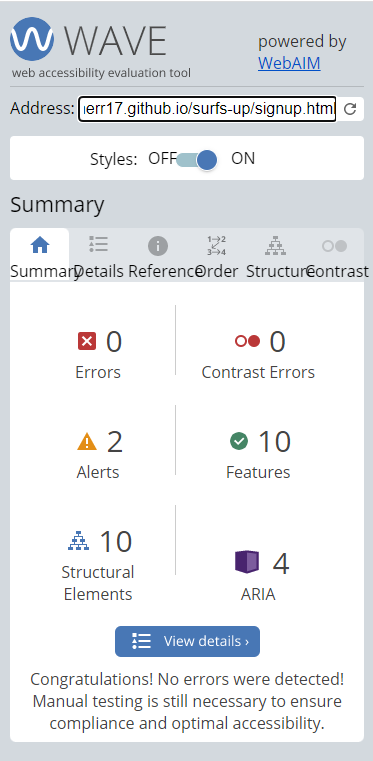 WAVE
web accessibility evaluation tool
powered by
WebAIM
Address: err17.github.io/surfs-up/signup.html
Styles: OFF ON
Summary
Summary Details Reference Order Structure Contrast
0 0
Errors Contrast Errors
2 10
Alerts Features
10 4
Structural
Elements
ARIA
View details ›
Congratulations! No errors were detected!
Manual testing is still necessary to ensure
compliance and optimal accessibility.